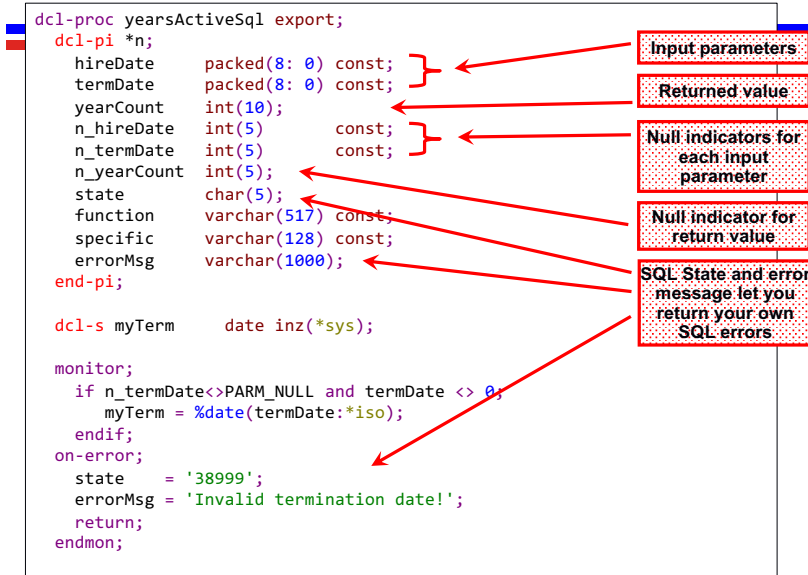 dcl-proc yearsActiveSql export;
dcl-pi *n;
hireDate packed(8: 0) const;
termDate packed(8: 0) const;
yearCount int(10);
n_hireDate int(5) const;
n_termDate int(5) const;
n_yearCount int(5);
state char(5);
function varchar(517) const;
specific varchar(128) const;
errorMsg varchar(1000);
end-pi;
dcl-s myTerm date inz(*sys);
monitor;
if n_termDate<>PARM_NULL and termDate <> 0;
myTerm = %date(termDate:*iso);
endif;
on-error;
state = '38999';
errorMsg = 'Invalid termination date!';
return;
endmon;
Input parameters
Returned value
Null indicators for
each input
parameter
Null indicator for
return value
SQL State and error
message let you
return your own
SQL errors